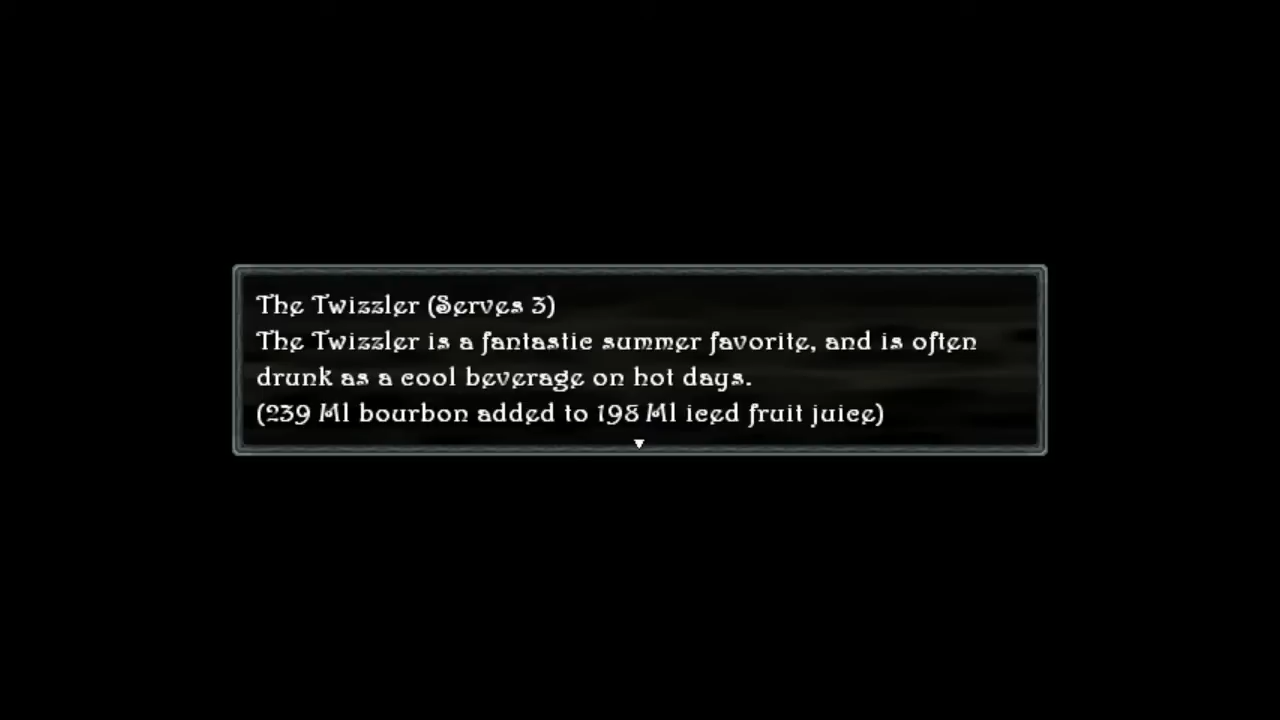 The Twizzler (Serves 3)
The Twizzler is a fantastic summer favorite, and is often
drunk as a cool beverage on hot days.
(239 Ml bourbon added to 198 Ml iced fruit juice)